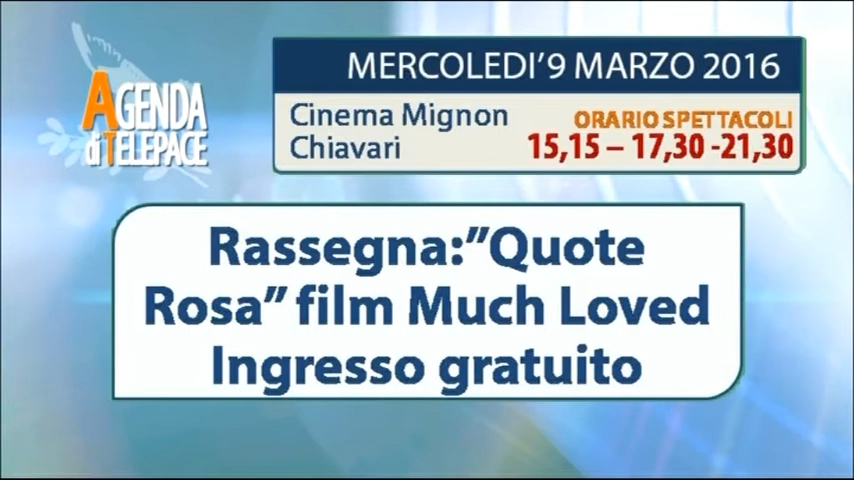 AGENDA
di TELEPACE
MERCOLEDI'9 MARZO 2016
Cinema Mignon
Chiavari
ORARIO SPETTACOLI
15,15 – 17,30 -21,30
Rassegna:"Quote
Rosa" film Much Loved
Ingresso gratuito